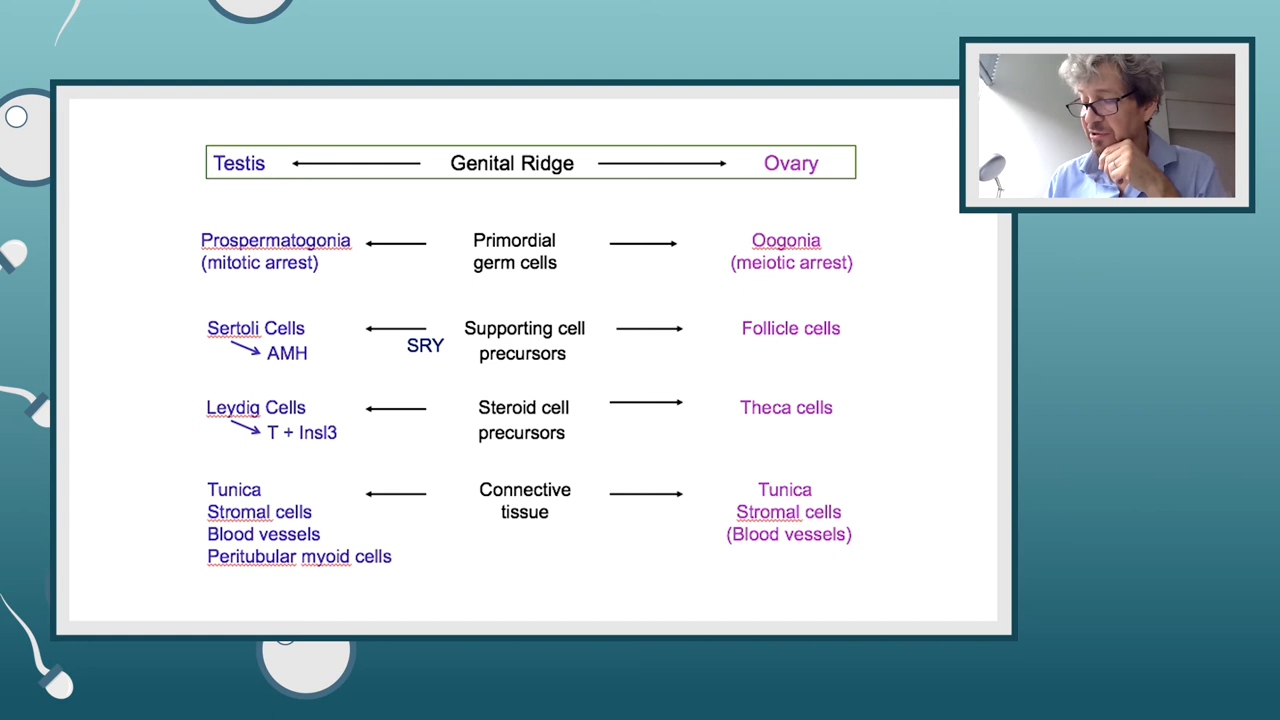 Testis Genital Ridge Ovary
Prospermatogonia Primordial Oogonia
(mitotic arrest) germ cells (meiotic arrest)
Sertoli Cells Supporting cell Follicle cells
SRY
AMH precursors
Leydig Cells Steroid cell Theca cells
T + Insl3 precursors
Tunica Connective Tunica
Stromal cells tissue Stromal cells
Blood vessels (Blood vessels)
Peritubular myoid cells